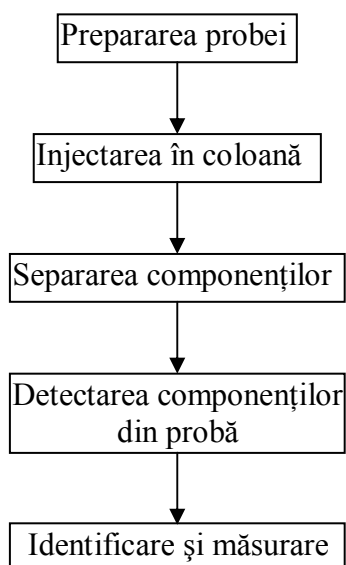 Prepararea probei
Injectarea în coloană
Separarea componenților
Detectarea componenților
din probă
Identificare şi măsurare